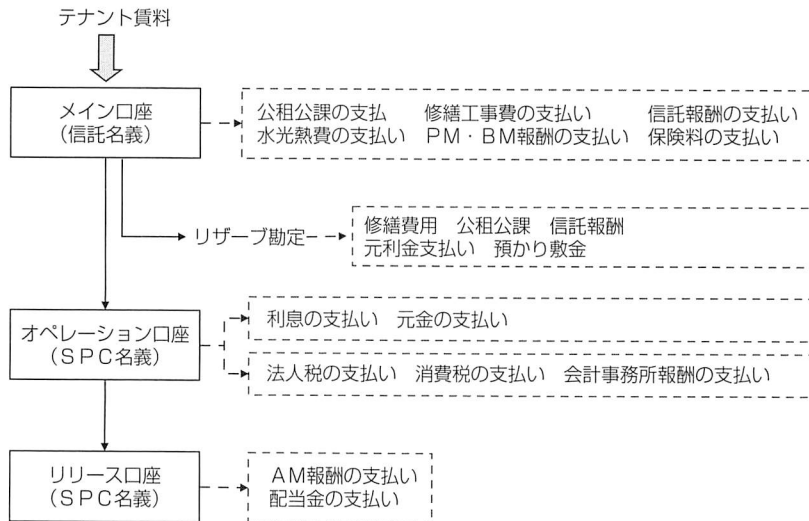 テナント賃料
メイン口座
(信託名義)
公租公課の支払 修繕工事費の支払い 信託報酬の支払い
水光熱費の支払い PM・BM報酬の支払い 保険料の支払い
リザーブ勘定
修繕費用 公租公課 信託報酬
元利金支払い 預かり敷金
オペレーション口座
(SPC名義)
利息の支払い 元金の支払い
法人税の支払い 消費税の支払い 会計事務所報酬の支払い
リリース口座
(SPC名義)
AM報酬の支払い
配当金の支払い